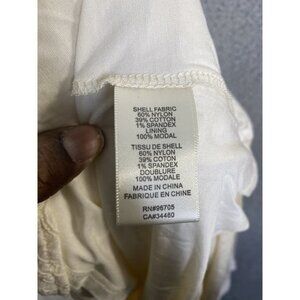 SHELL FABRIC
60% NYLON
39% COTTON
1% SPANDEX
LINING
100% MODAL
TISSU DE SHELL
60% NYLON
39% COTON
1% SPANDEX
DOUBLURE
100% MODALE
MADE IN CHINA
FABRIQUE EN CHINE
RN#96705
CA#34460